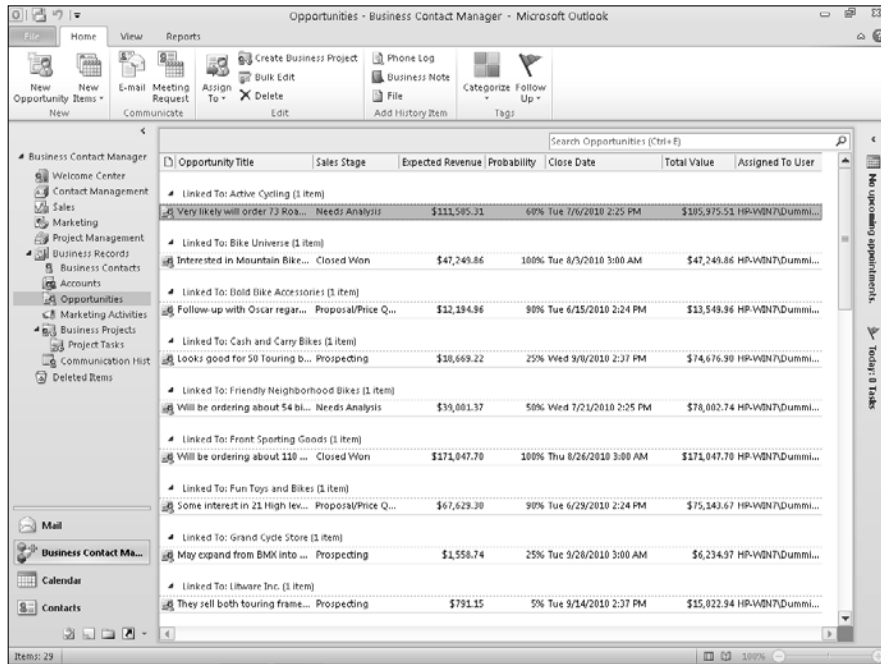 Opportunities - Business Contact Manager - Microsoft Outlook
File Home View Reports
New Opportunity
New Items
New
E-mail
Meeting Request
Communicate
Assign To
Create Business Project
Bulk Edit
Delete
Edit
Phone Log
Business Note
File
Add History Item
Categorize
Follow Up
Tags
Search Opportunities (Ctrl+E)
Business Contact Manager
Welcome Center
Contact Management
Sales
Marketing
Project Management
Business Records
Business Contacts
Accounts
Opportunities
Marketing Activities
Business Projects
Project Tasks
Communication Hist
Deleted Items
Mail
Business Contact Ma...
Calendar
Contacts
Opportunity Title Sales Stage Expected Revenue Probability Close Date Total Value Assigned To User
Linked To: Active Cycling (1 item)
Very likely will order 73 Roa... Needs Analysis 60% Tue 7/6/2010 2:25 PM HP-WIN7\Dummi...
Linked To: Bike Universe (1 item)
Interested in Mountain Bike... Closed Won $47,249.86 100% Tue 8/3/2010 3:00 AM $47,249.86 HP-WIN7\Dummi...
Linked To: Bold Bike Accessories (1 item)
Follow-up with Oscar regar... Proposal/Price Q... $12,194.96 90% Tue 6/15/2010 2:24 PM $13,549.96 HP-WIN7\Dummi...
Linked To: Cash and Carry Bikes (1 item)
Looks good for 50 Touring b... Prospecting $18,669.22 25% Wed 9/8/2010 2:37 PM $74,676.90 HP-WIN7\Dummi...
Linked To: Friendly Neighborhood Bikes (1 item)
Will be ordering about 54 bi... Needs Analysis $39,001.37 50% Wed 7/21/2010 2:25 PM $78,002.74 HP-WIN7\Dummi...
Linked To: Front Sporting Goods (1 item)
Will be ordering about 110 ... Closed Won $171,047.70 100% Thu 8/26/2010 3:00 AM $171,047.70 HP-WIN7\Dummi...
Linked To: Fun Toys and Bikes (1 item)
Some interest in 21 High lev... Proposal/Price Q... $67,629.30 90% Tue 6/29/2010 2:24 PM $75,143.67 HP-WIN7\Dummi...
Linked To: Grand Cycle Store (1 item)
May expand from BMX into ... Prospecting $1,558.74 25% Tue 9/28/2010 3:00 AM $6,234.97 HP-WIN7\Dummi...
Linked To: Litware Inc. (1 item)
They sell both touring frame... Prospecting $791.15 5% Tue 9/14/2010 2:37 PM $15,822.94 HP-WIN7\Dummi...
No upcoming appointments.
Today: 0 Tasks
Items: 29
100%